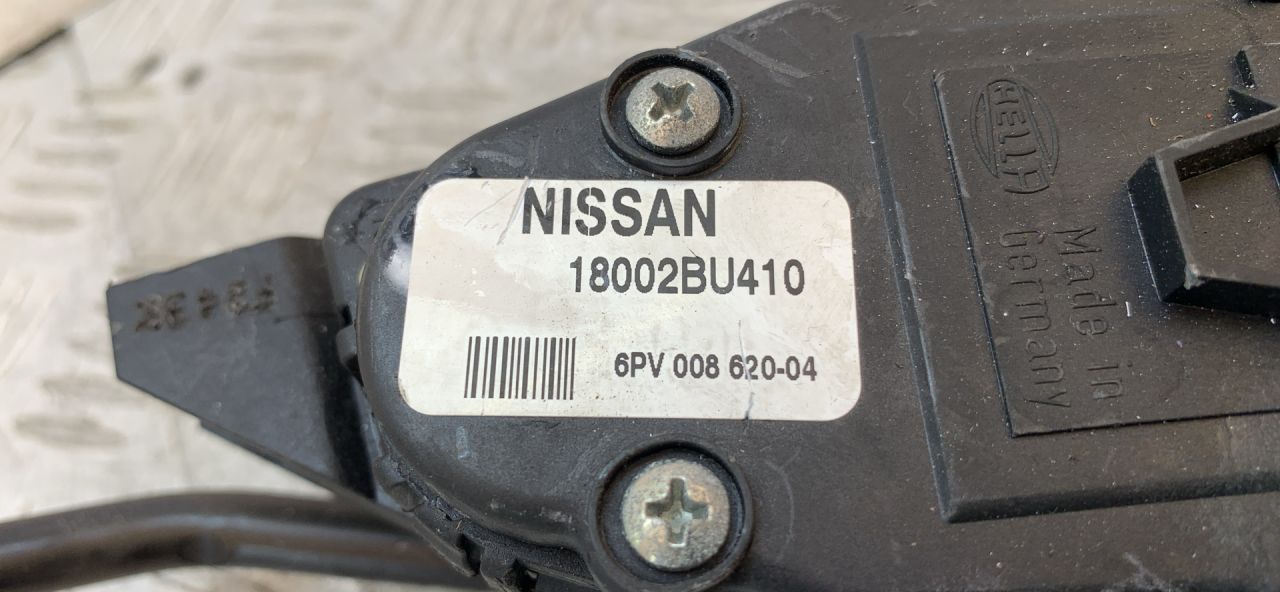 NISSAN
18002BU410
6PV 008 620-04
HELLA
Made in
Germany